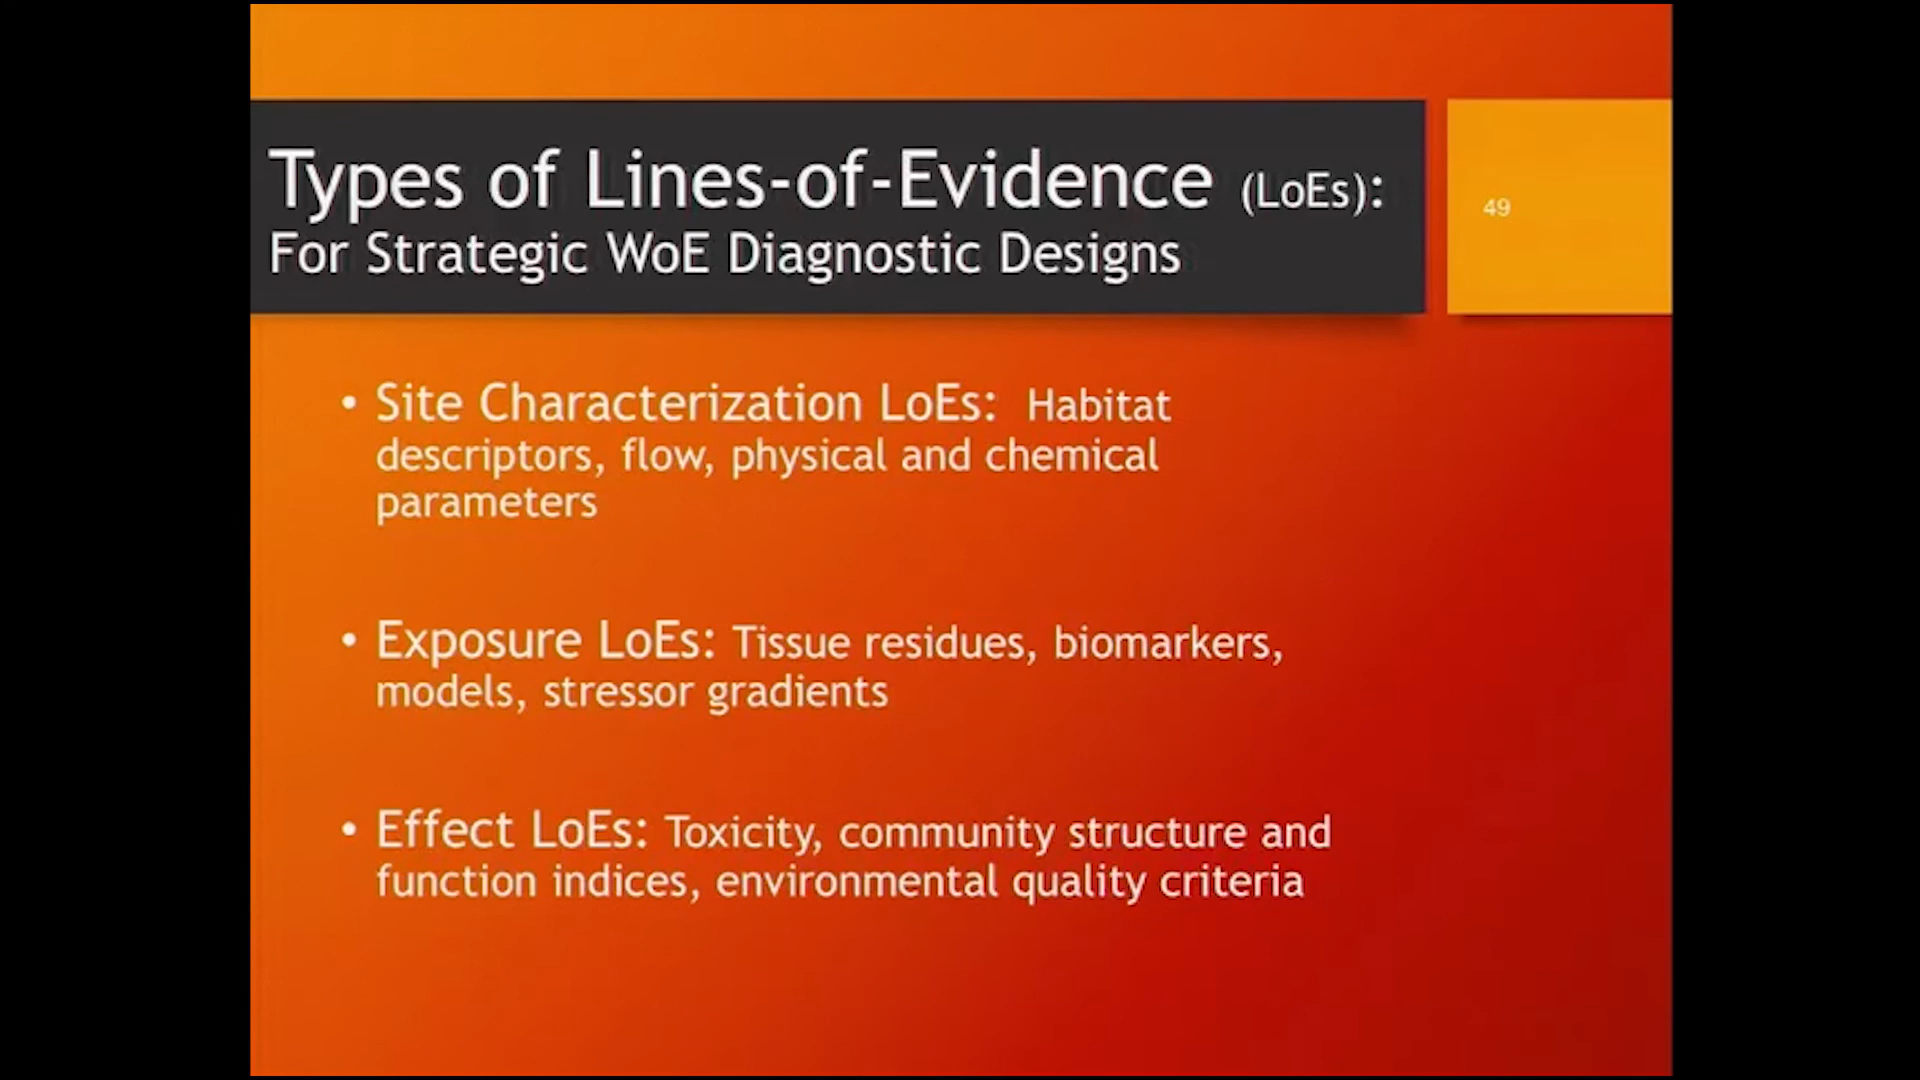 Types of Lines-of-Evidence (LoEs):
For Strategic WoE Diagnostic Designs
49
• Site Characterization LoEs: Habitat
descriptors, flow, physical and chemical
parameters
• Exposure LoEs: Tissue residues, biomarkers,
models, stressor gradients
• Effect LoEs: Toxicity, community structure and
function indices, environmental quality criteria